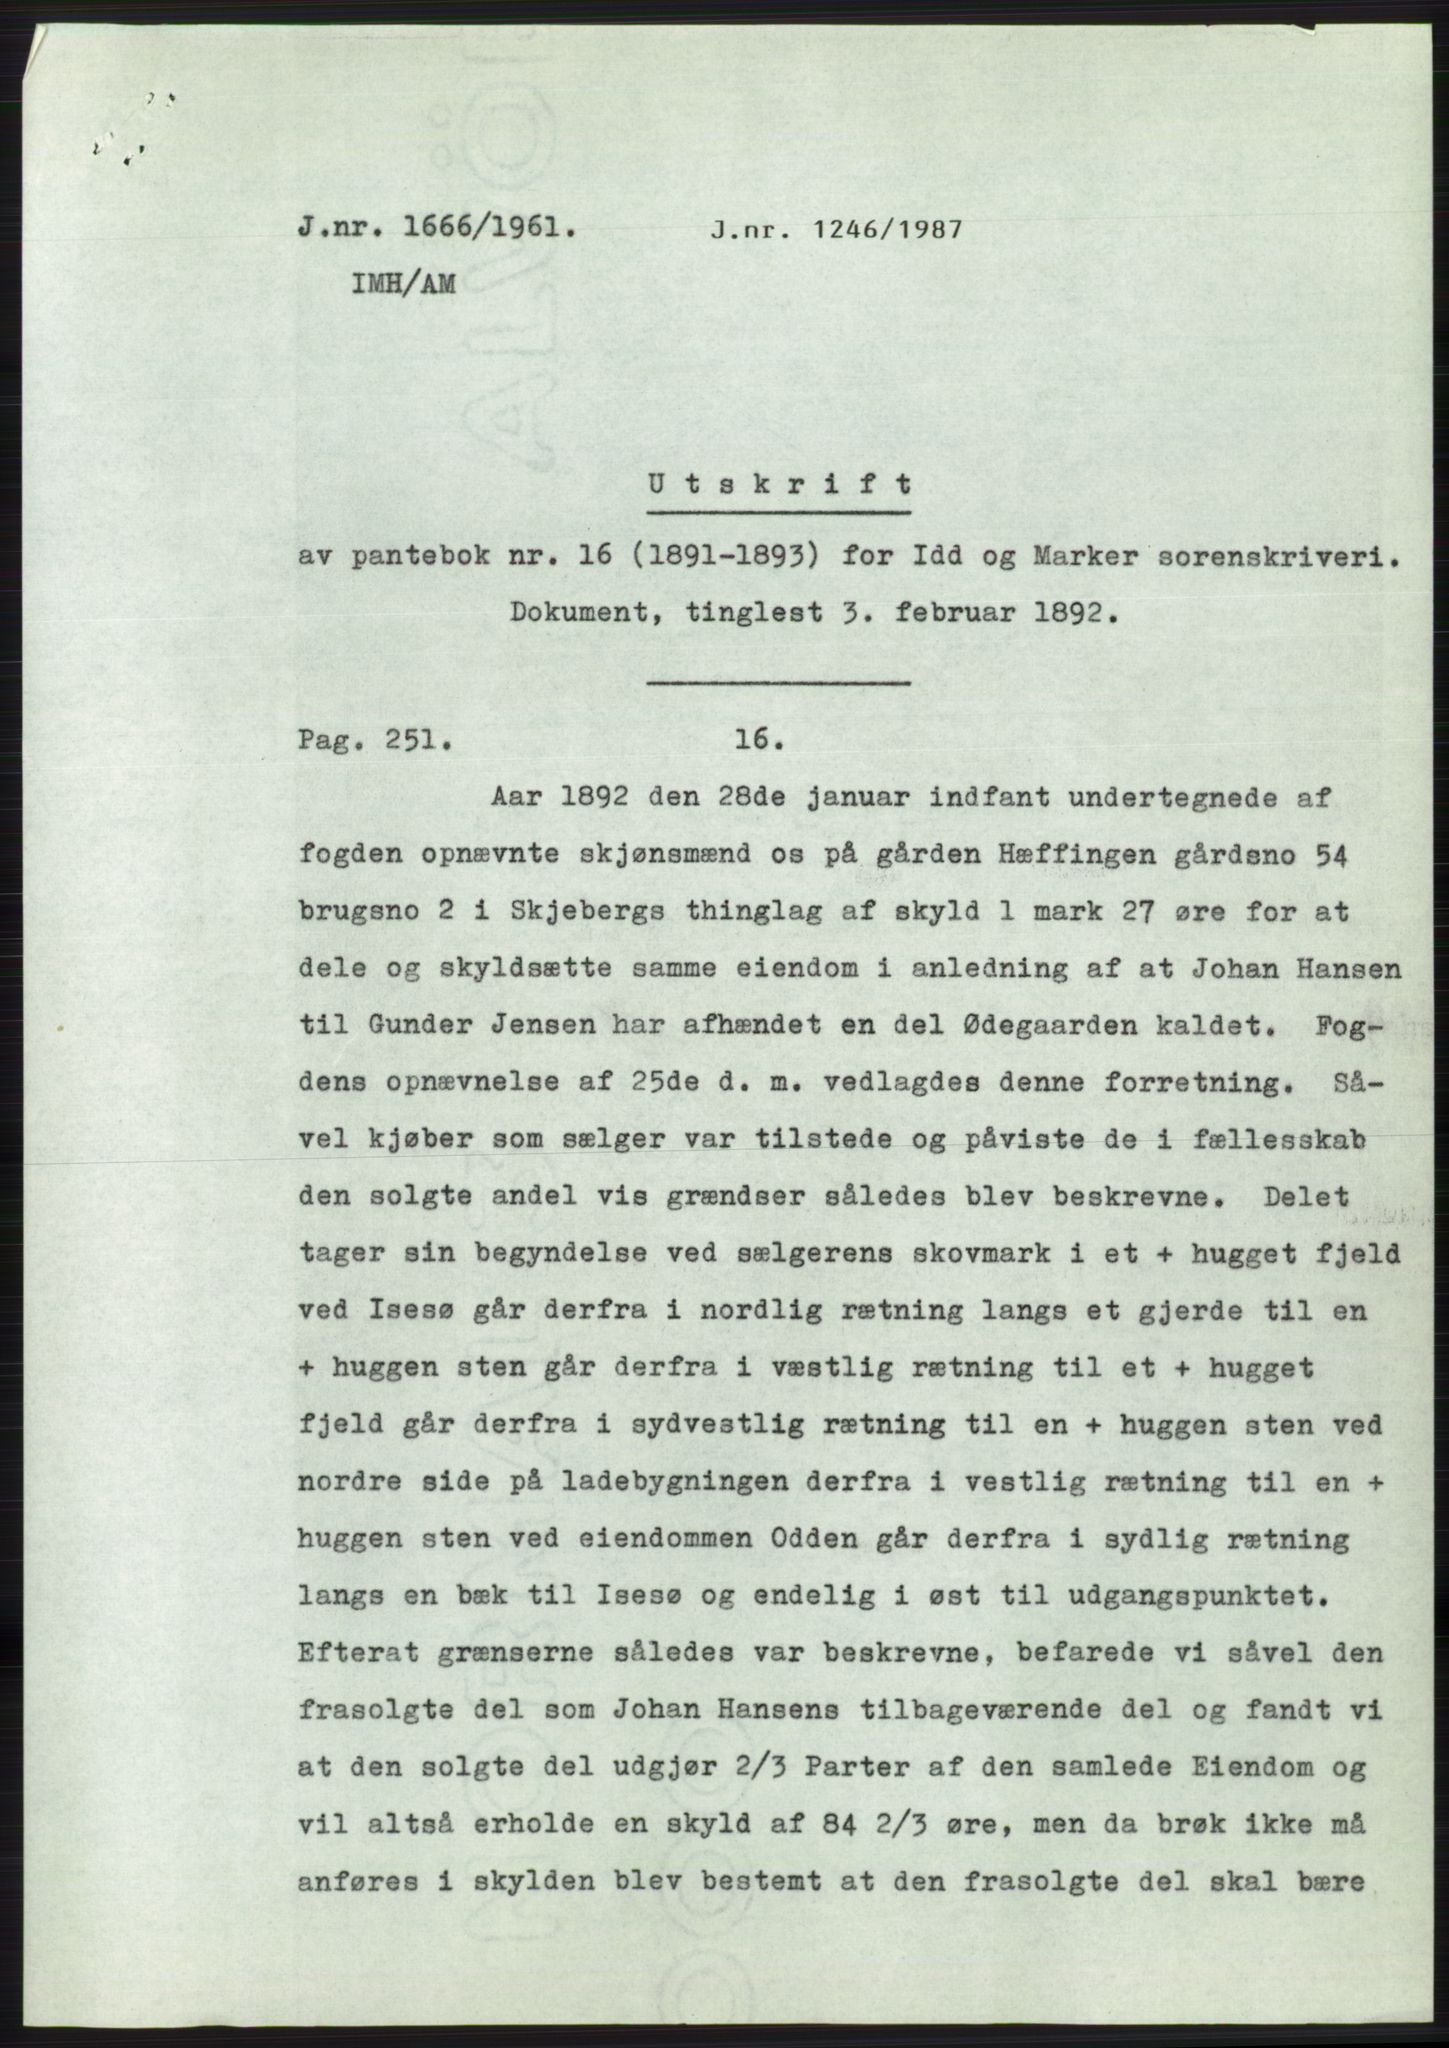 J.nr. 1666/1961. J.nr. 1246/1987
IMH/AM
Utskrift
av pantebok nr. 16 (1891-1893) for Idd og Marker sorenskriveri.
Dokument, tinglest 3. februar 1892.
Pag. 251. 16.
Aar 1892 den 28de januar indfant undertegnede af
fogden opnævnte skjønsmænd os på gården Hæffingen gårdsno 54
brugsno 2 i Skjebergs thinglag af skyld 1 mark 27 øre for at
dele og skyldsætte samme eiendom i anledning af at Johan Hansen
til Gunder Jensen har afhændet en del Ødegaarden kaldet. Fog-
dens opnævnelse af 25de d. m. vedlagdes denne forretning. Så-
vel kjøber som sælger var tilstede og påviste de i fællesskab
den solgte andel vis grændser således blev beskrevne. Delet
tager sin begyndelse ved sælgerens skovmark i et + hugget fjeld
ved Isesø går derfra i nordlig rætning langs et gjerde til en
+ huggen sten går derfra i væstlig rætning til et + hugget
fjeld går derfra i sydvestlig rætning til en + huggen sten ved
nordre side på ladebygningen derfra i vestlig rætning til en +
huggen sten ved eiendommen Odden går derfra i sydlig rætning
langs en bæk til Isesø og endelig i øst til udgangspunktet.
Efterat grænserne således var beskrevne, befarede vi såvel den
frasolgte del som Johan Hansens tilbageværende del og fandt vi
at den solgte del udgjør 2/3 Parter af den samlede Eiendom og
vil altså erholde en skyld af 84 2/3 øre, men da brøk ikke må
anføres i skylden blev bestemt at den frasolgte del skal bære